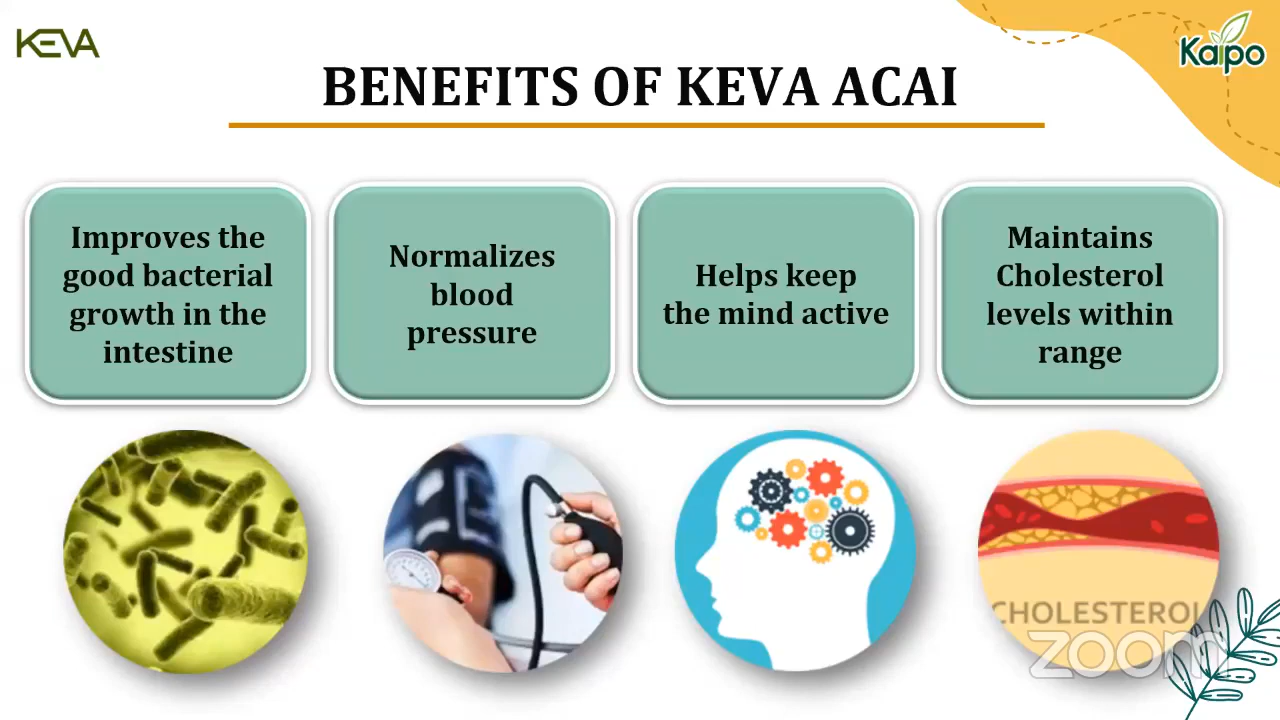 KEVA
Kaipo
BENEFITS OF KEVA ACAI
Improves the
good bacterial
growth in the
intestine
Normalizes
blood
pressure
Helps keep
the mind active
Maintains
Cholesterol
levels within
range
CHOLESTEROL
zoom